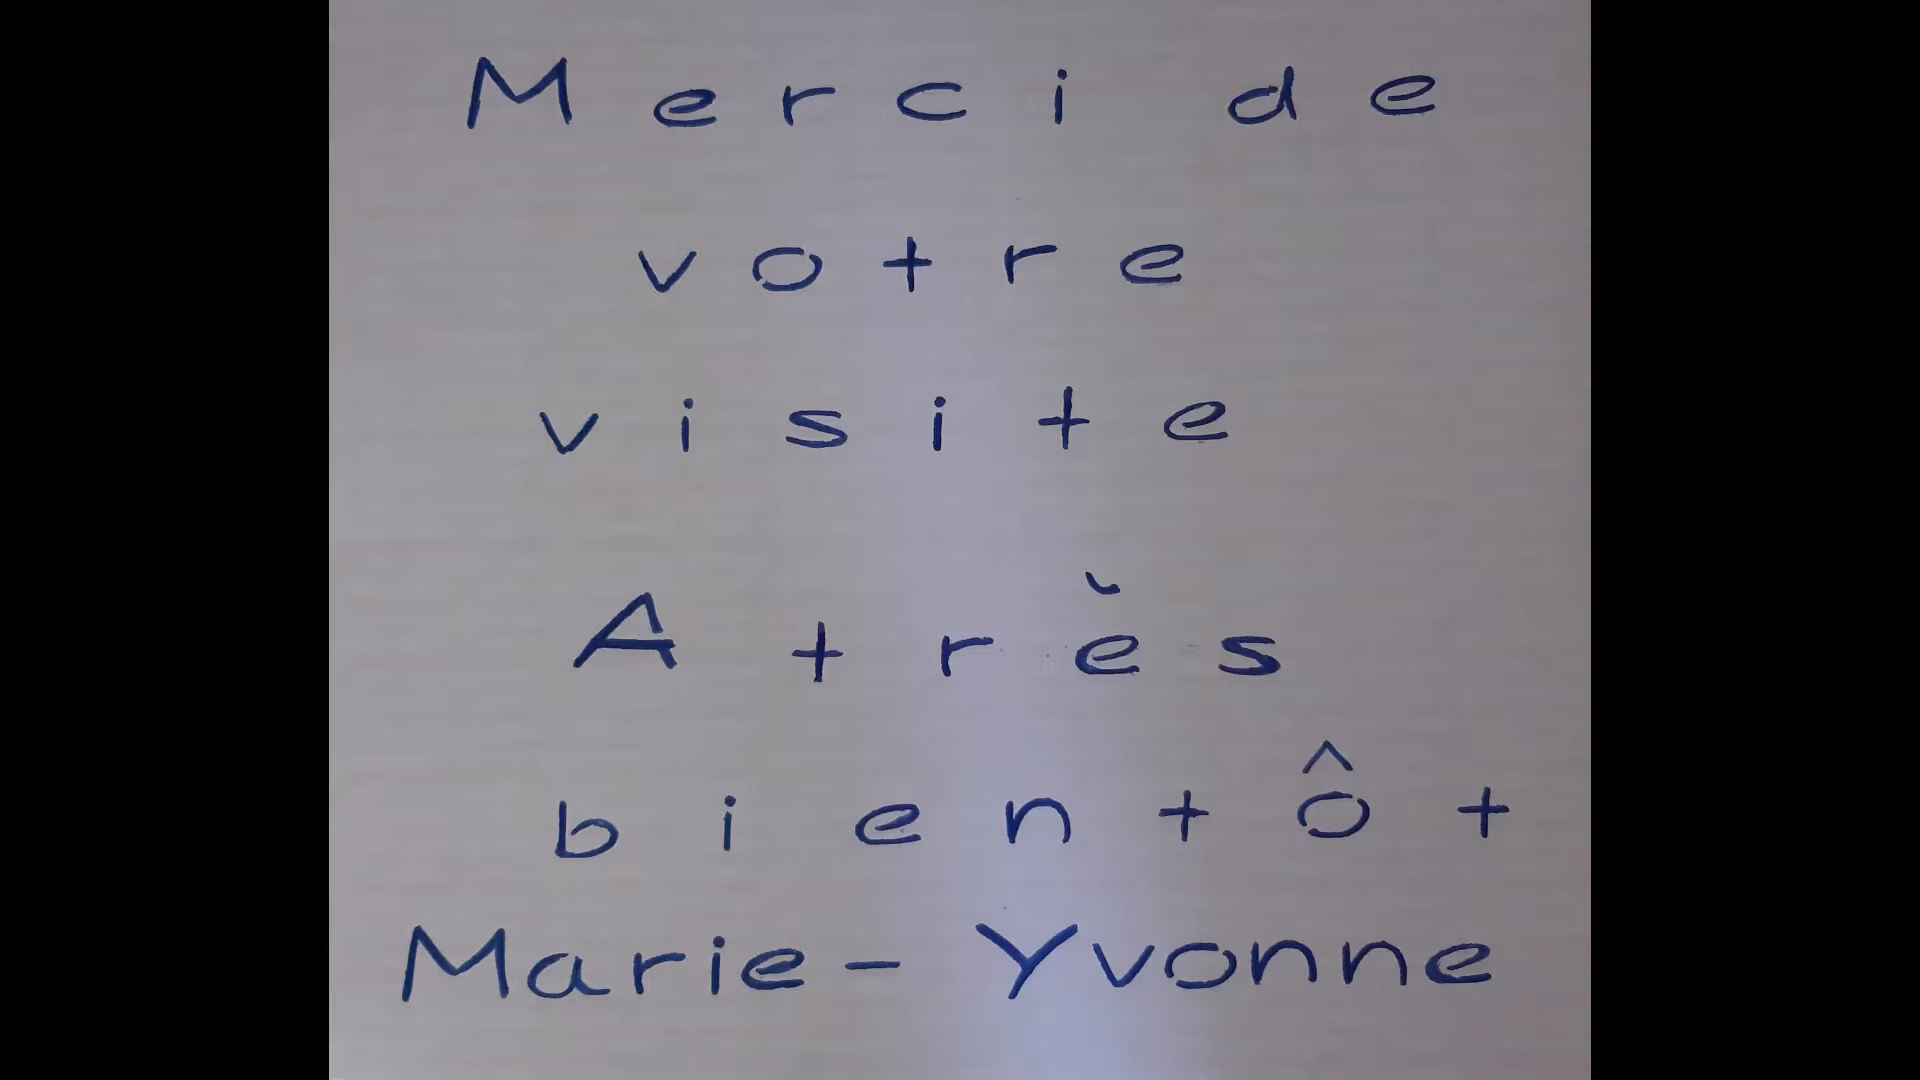 Merci de
votre
visite
A très
bientôt
Marie-Yvonne